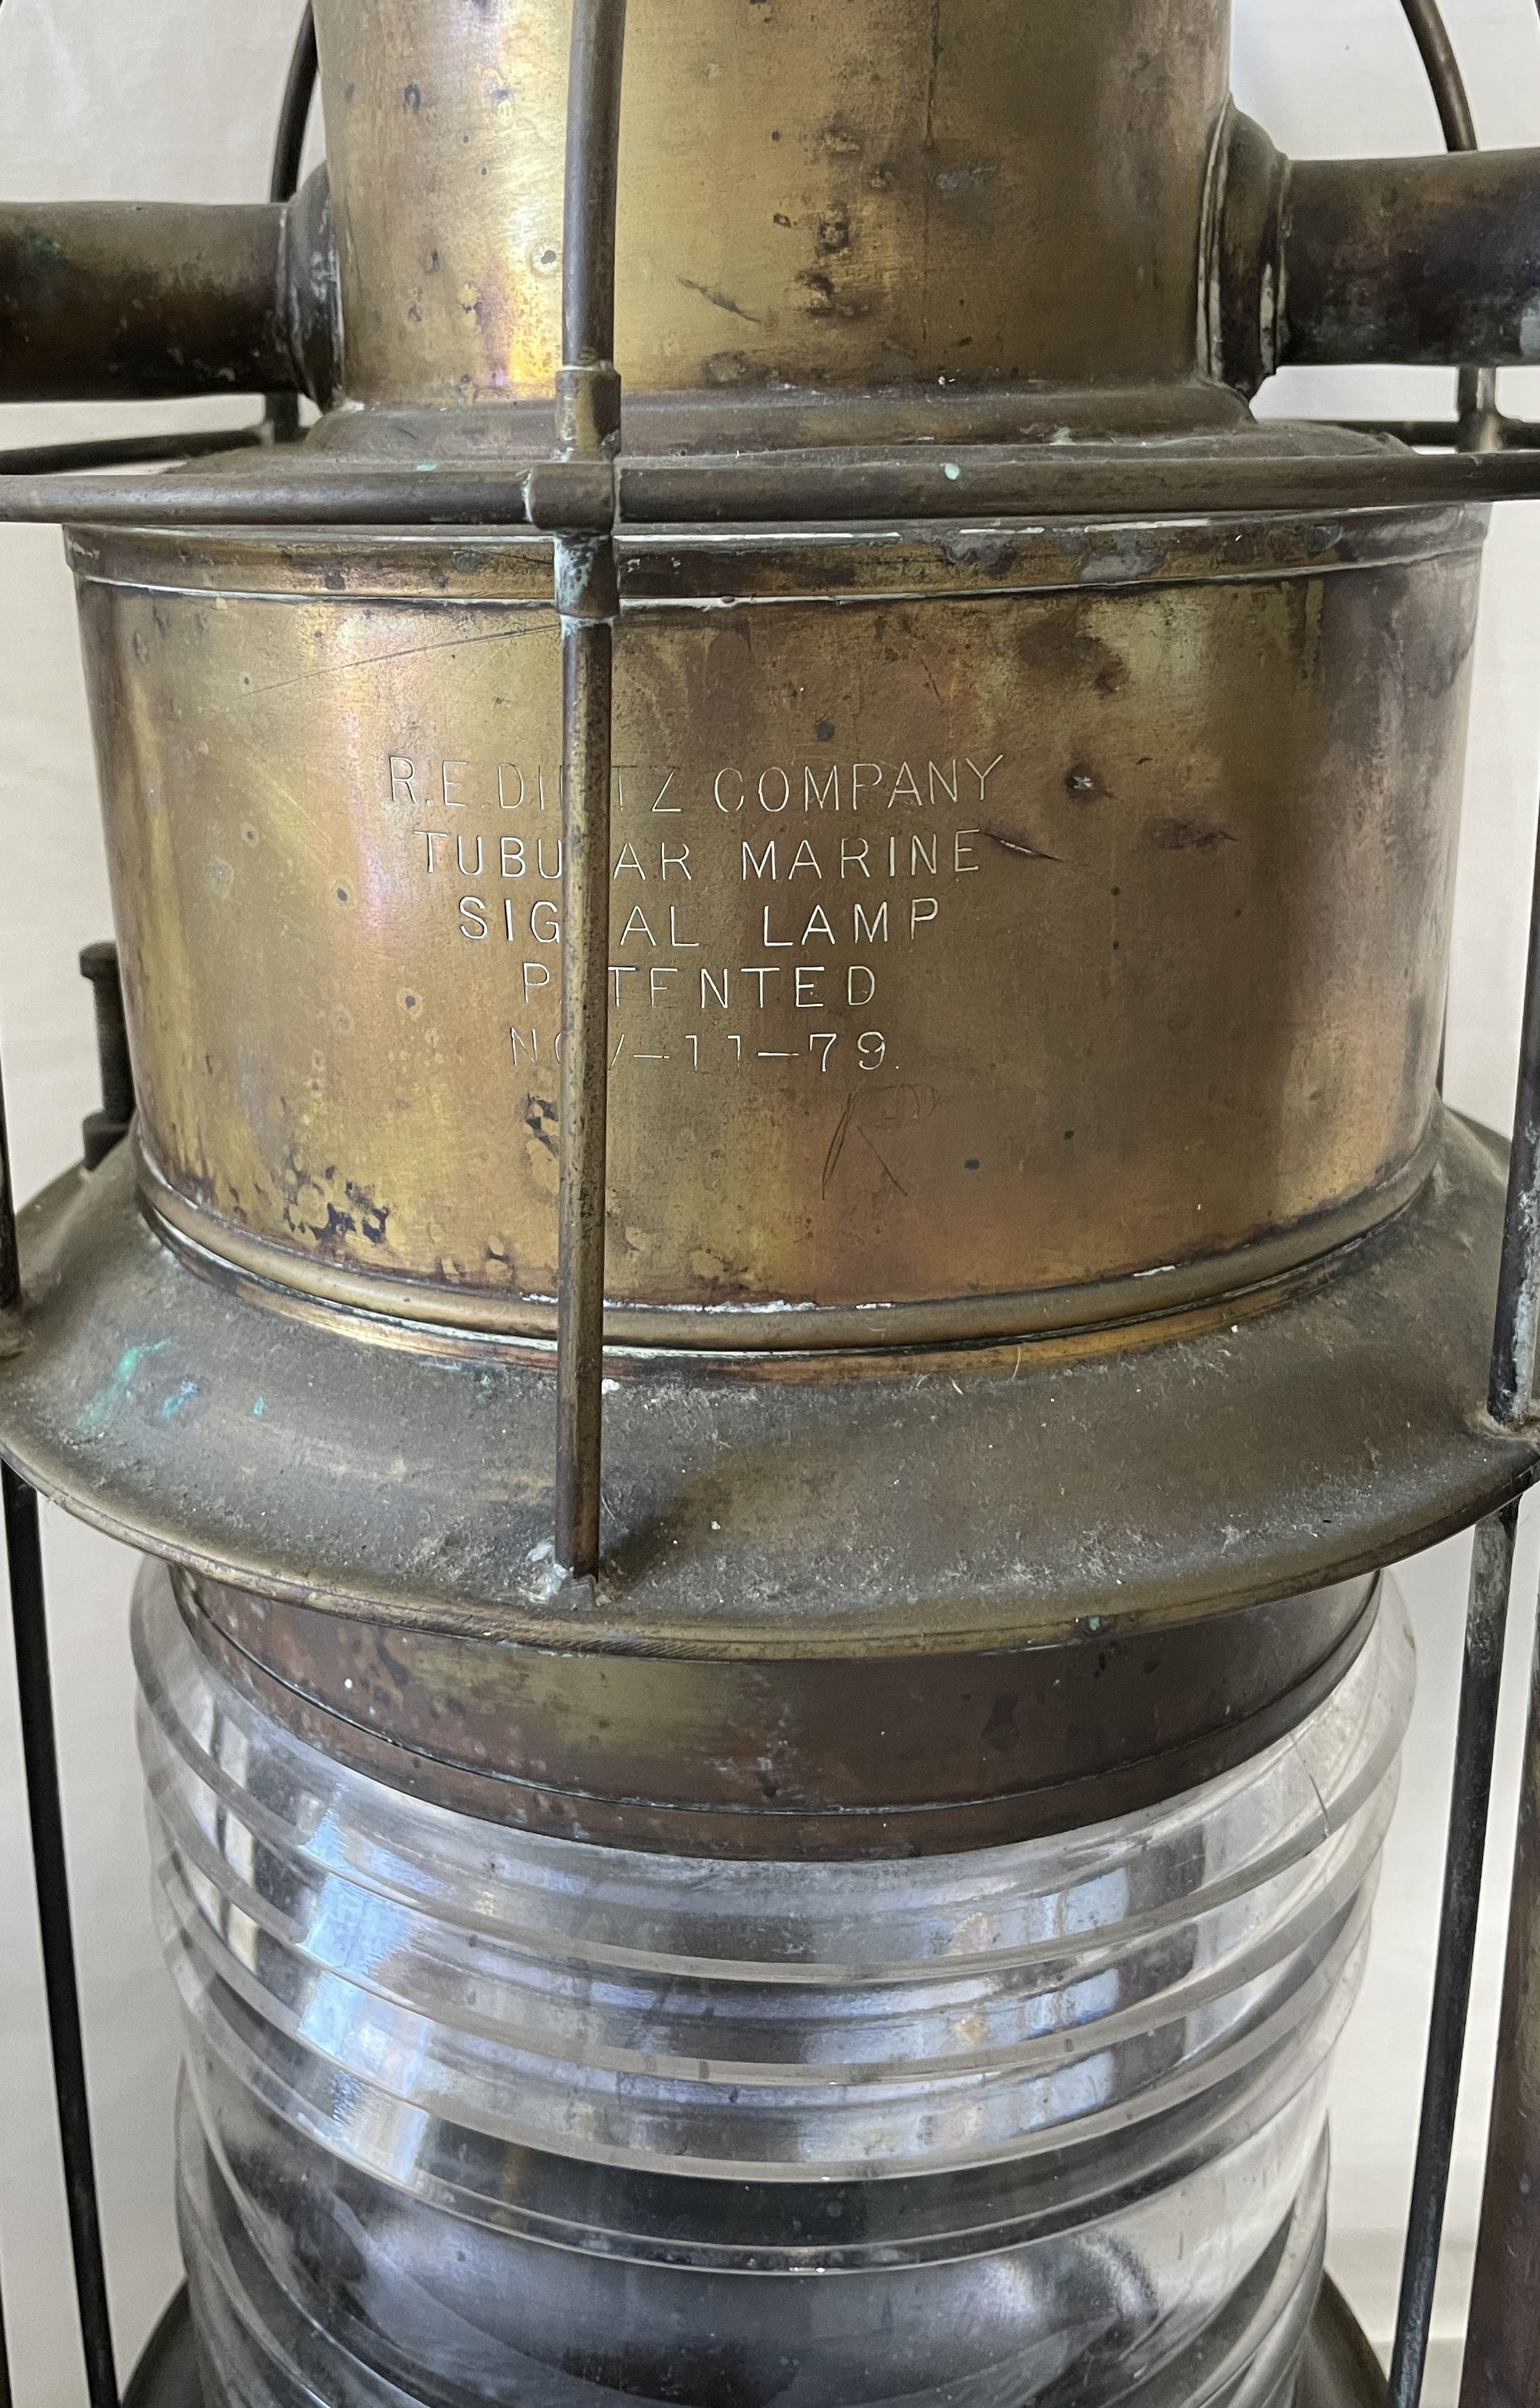 R.E.DIETZ COMPANY
TUBULAR MARINE
SIGNAL LAMP
PATENTED
NOV-11-79.